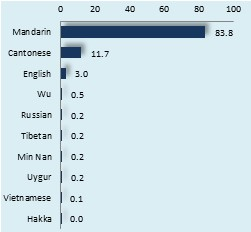 0 20 40 60 80 100
Mandarin 83.8
Cantonese 11.7
English 3.0
Wu 0.5
Russian 0.2
Tibetan 0.2
Min Nan 0.2
Uygur 0.2
Vietnamese 0.1
Hakka 0.0